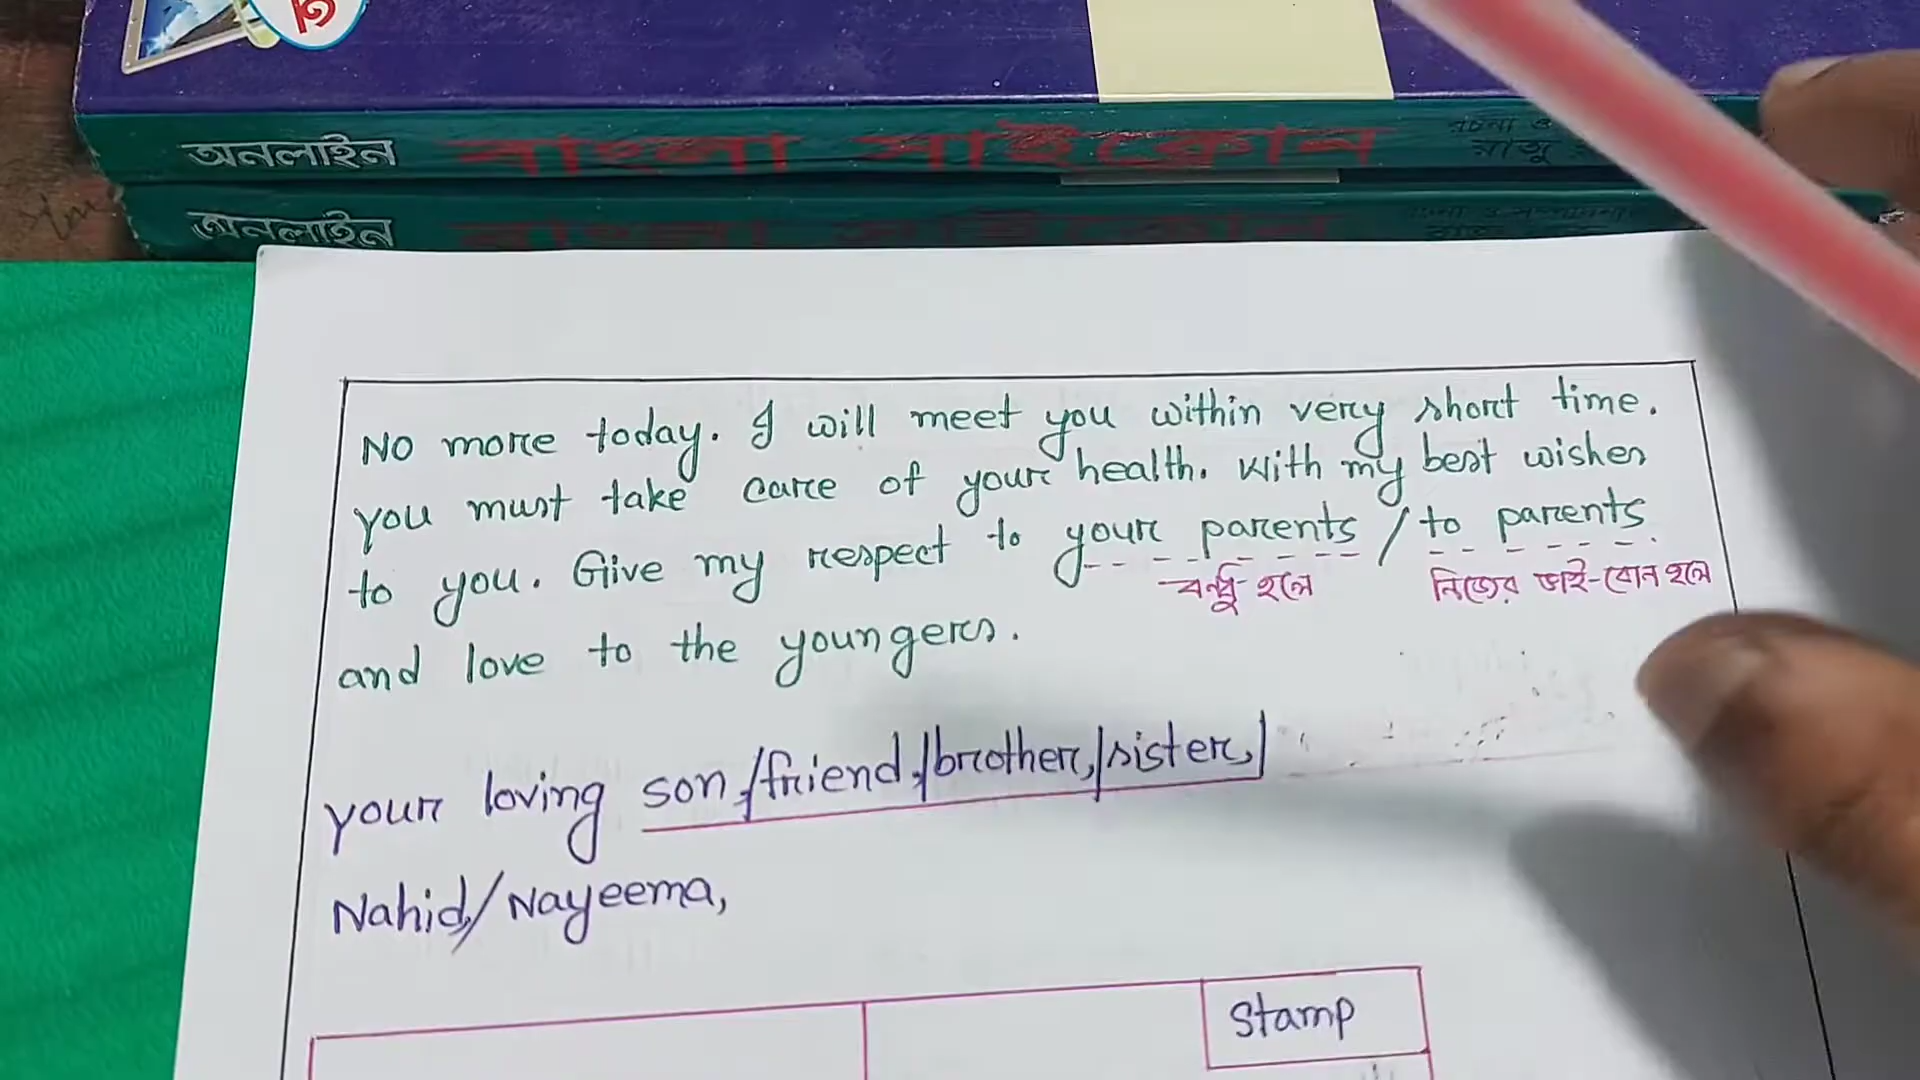 অনলাইন বাংলা সাইক্লোন
অনলাইন বাংলা সাইক্লোন
No more today. I will meet you within very short time.
You must take care of your health. With my best wishes
to you. Give my respect to your parents / to parents
বন্ধু হলে নিজের ভাই-বোন হলে
and love to the youngers.
Your loving son,/friend,/brother,/sister,/
Nahid/Nayeema,
Stamp